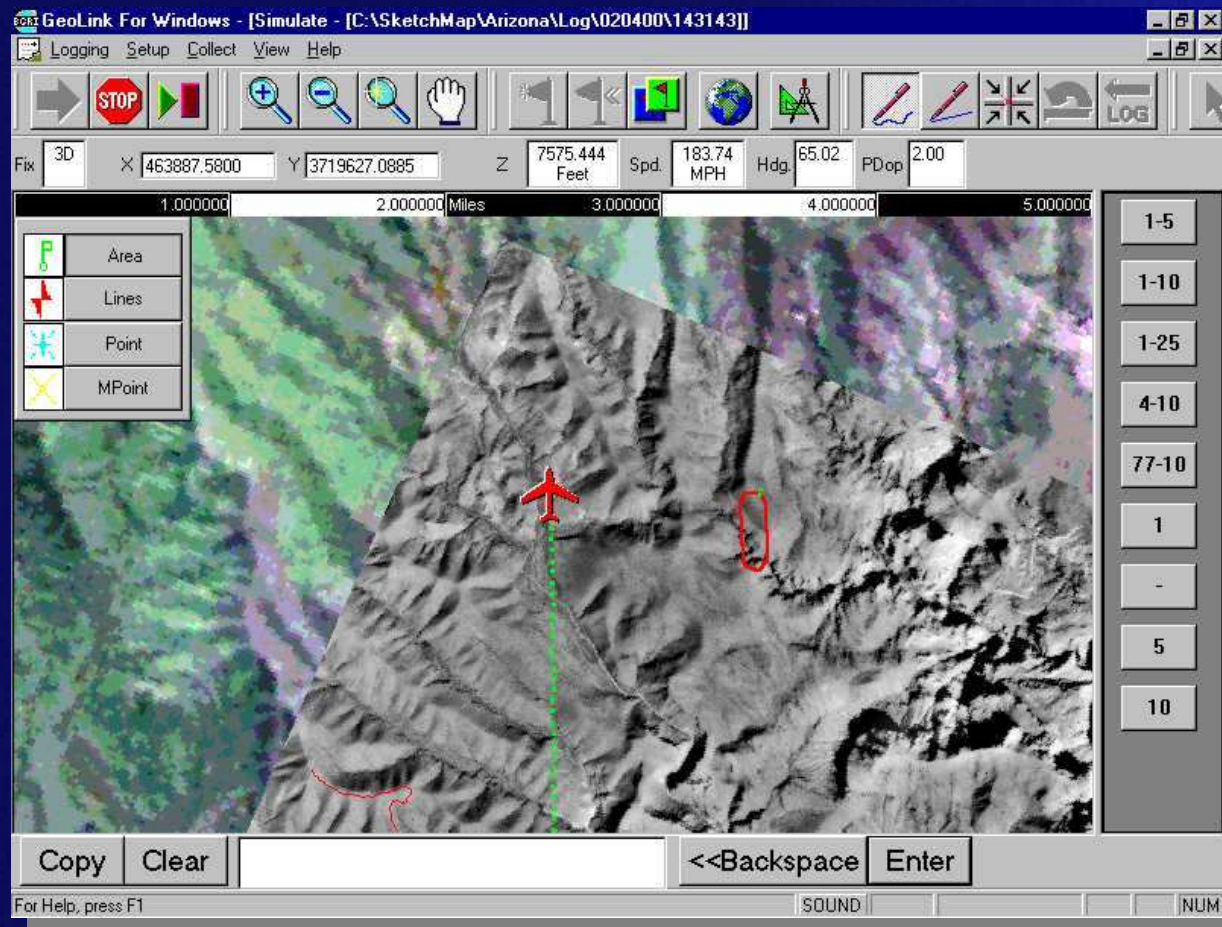 GeoLink For Windows - [Simulate - [C:\SketchMap\Arizona\Log\020400\143143]]
Logging Setup Collect View Help
STOP
LOG
Fix 3D X 463887.5800 Y 3719627.0885 Z 7575.444 Feet Spd. 183.74 MPH Hdg. 65.02 PDop 2.00
1.000000 2.000000 Miles 3.000000 4.000000 5.000000
Area
Lines
Point
MPoint
1-5
1-10
1-25
4-10
77-10
1
-
5
10
Copy Clear <<Backspace Enter
For Help, press F1 SOUND NUM